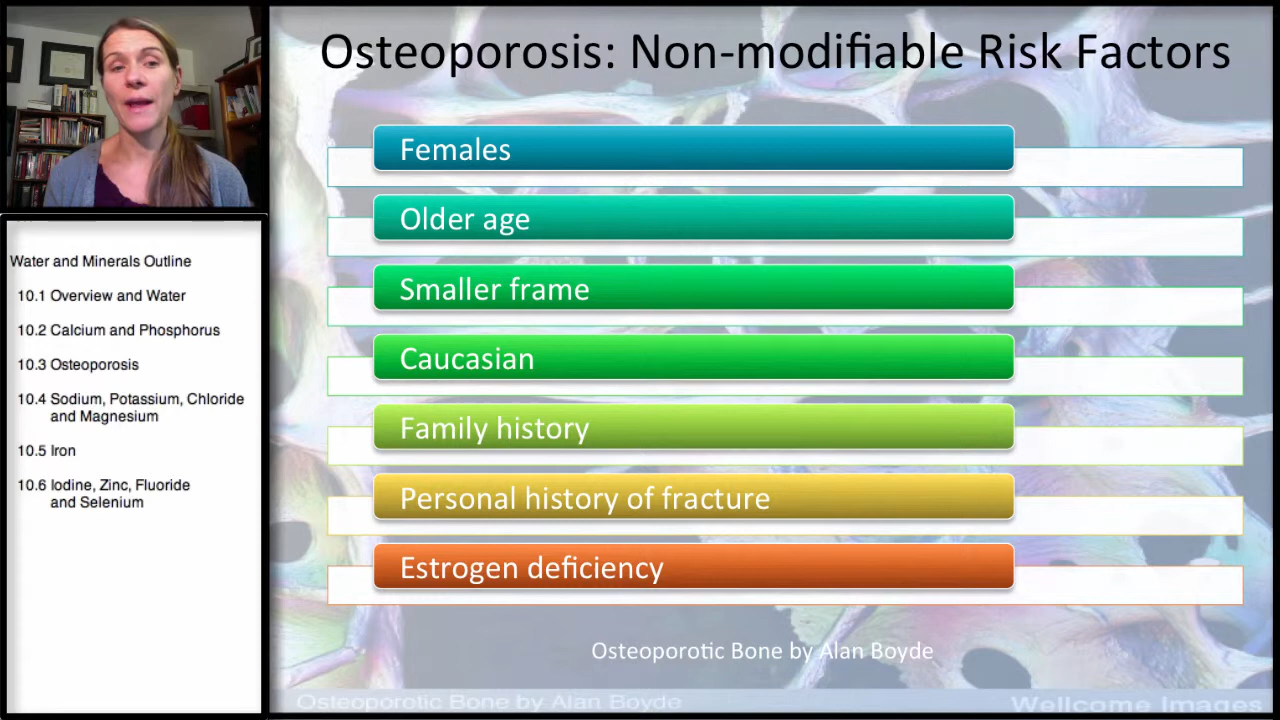 Osteoporosis: Non-modifiable Risk Factors
Females
Older age
Smaller frame
Caucasian
Family history
Personal history of fracture
Estrogen deficiency
Osteoporotic Bone by Alan Boyde
Osteoporotic Bone by Alan Boyde
Wellcome Images
Water and Minerals Outline
10.1 Overview and Water
10.2 Calcium and Phosphorus
10.3 Osteoporosis
10.4 Sodium, Potassium, Chloride
and Magnesium
10.5 Iron
10.6 Iodine, Zinc, Fluoride
and Selenium